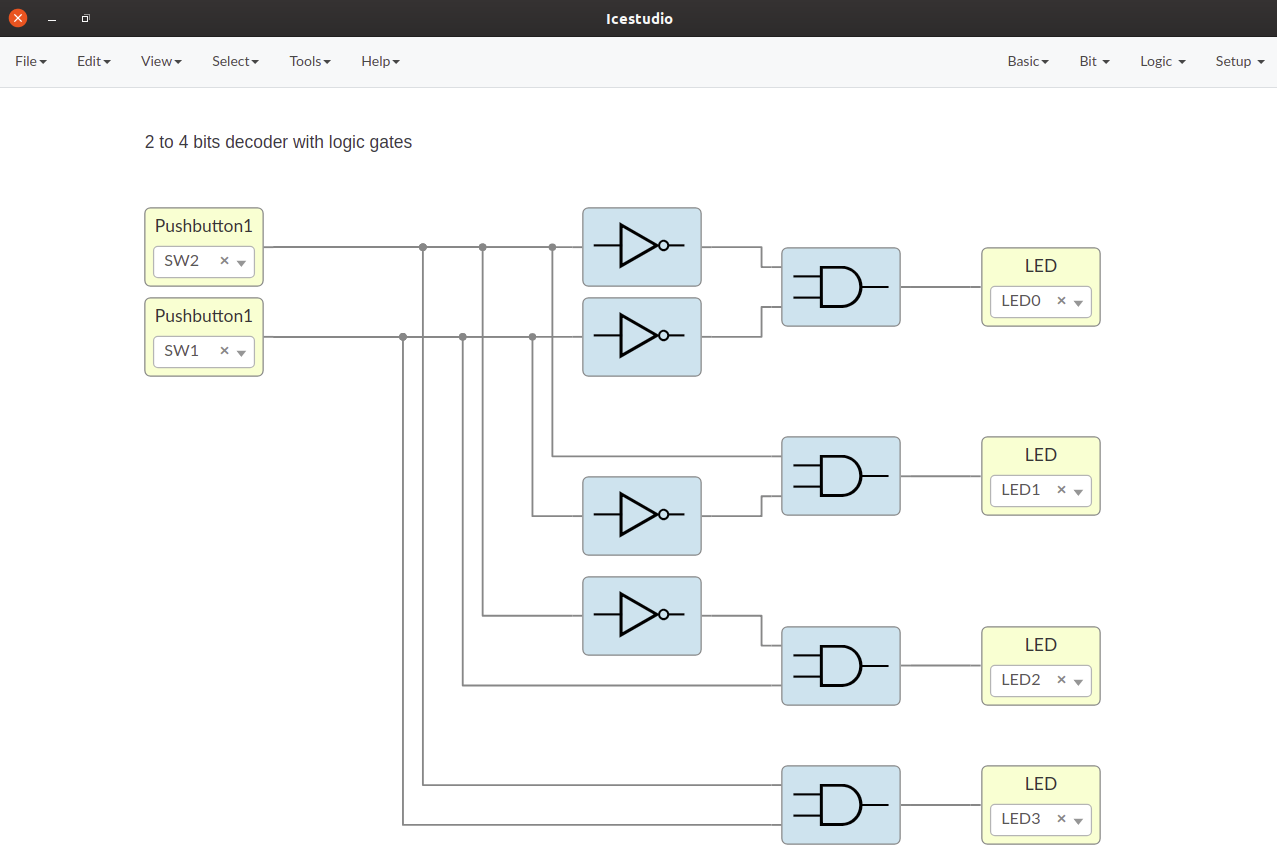 Icestudio
File Edit View Select Tools Help Basic Bit Logic Setup
2 to 4 bits decoder with logic gates
Pushbutton1
SW2 ×
Pushbutton1
SW1 ×
LED
LED0 ×
LED
LED1 ×
LED
LED2 ×
LED
LED3 ×